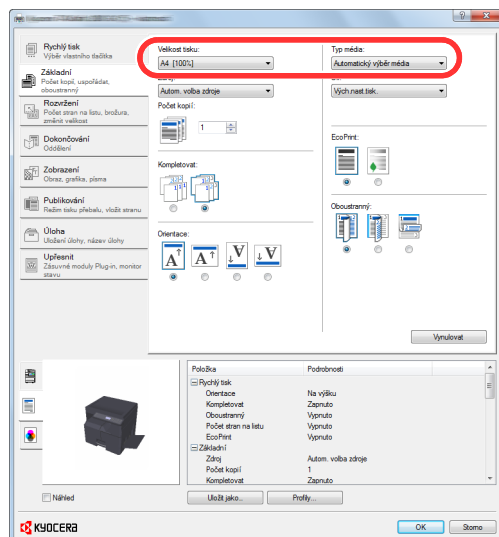 Rychlý tisk
Výběr vlastního tlačítka
Základní
Počet kopií, uspořádat,
oboustranný
Rozvržení
Počet stran na listu, brožura,
změnit velikost
Dokončování
Oddělení
Zobrazení
Obraz, grafika, písma
Publikování
Režim tisku přebalu, vložit stranu
Úloha
Uložení úlohy, název úlohy
Upřesnit
Zásuvné moduly Plug-in, monitor
stavu
Velikost tisku:
A4 [100%]
Autom. volba zdroje
Počet kopií:
1
Kompletovat:
Orientace:
Typ média:
Automatický výběr média
Vých.nast.tisk.
EcoPrint:
Oboustranný:
Vynulovat
Položka Podrobnosti
Rychlý tisk
Orientace Na výšku
Kompletovat Zapnuto
Oboustranný Vypnuto
Počet stran na listu Vypnuto
EcoPrint Vypnuto
Základní
Zdroj Autom. volba zdroje
Počet kopií 1
Kompletovat Zapnuto
Náhled
Uložit jako... Profily...
KYOCERA
OK Storno